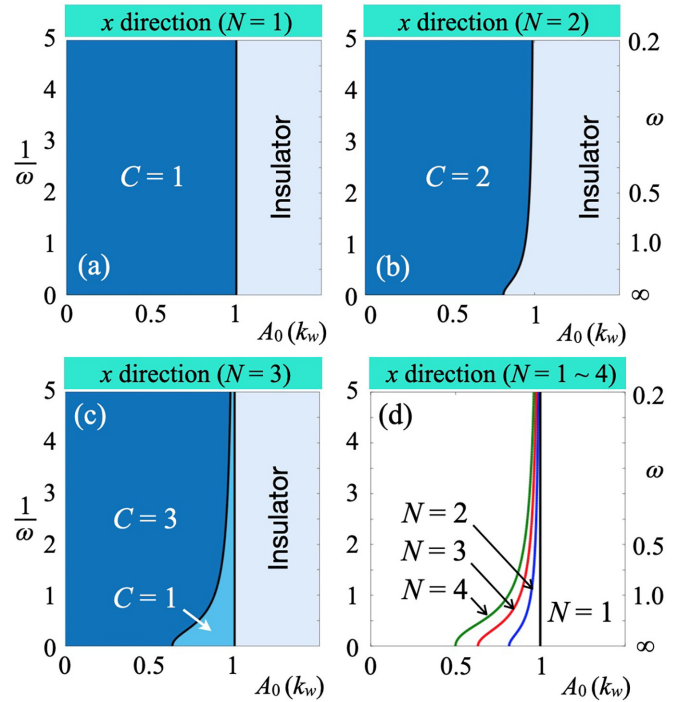 x direction (N = 1)
x direction (N = 2)
5
4
3
2
1
0
1/ω
C = 1
Insulator
(a)
0
0.5
1
A₀ (k_w)
5
4
3
2
1
0
C = 2
Insulator
(b)
0.2
ω
0.5
1.0
∞
0
0.5
1
A₀ (k_w)
x direction (N = 3)
x direction (N = 1 ~ 4)
5
4
3
2
1
0
1/ω
(c)
C = 3
C = 1
Insulator
0
0.5
1
A₀ (k_w)
5
4
3
2
1
0
(d)
N = 2
N = 3
N = 4
N = 1
0.2
ω
0.5
1.0
∞
0
0.5
1
A₀ (k_w)